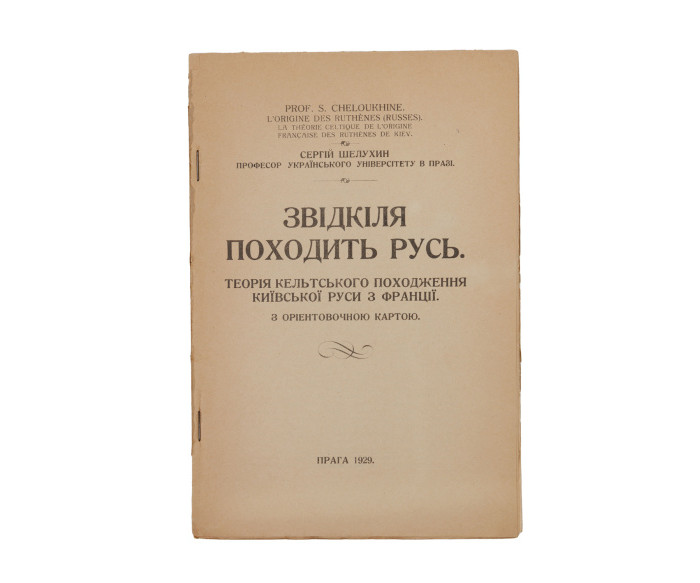 PROF. S. CHELOUKHINE.
L'ORIGINE DES RUTHÈNES (RUSSES).
LA THÉORIE CELTIQUE DE L'ORIGINE
FRANÇAISE DES RUTHÈNES DE KIEV.
СЕРГІЙ ШЕЛУХИН
ПРОФЕСОР УКРАЇНСЬКОГО УНІВЕРСІТЕТУ В ПРАЗІ.
ЗВІДКІЛЯ
ПОХОДИТЬ РУСЬ.
ТЕОРІЯ КЕЛЬТСЬКОГО ПОХОДЖЕННЯ
КИЇВСЬКОЇ РУСИ З ФРАНЦІЇ.
З ОРІЄНТОВОЧНОЮ КАРТОЮ.
ПРАГА 1929.